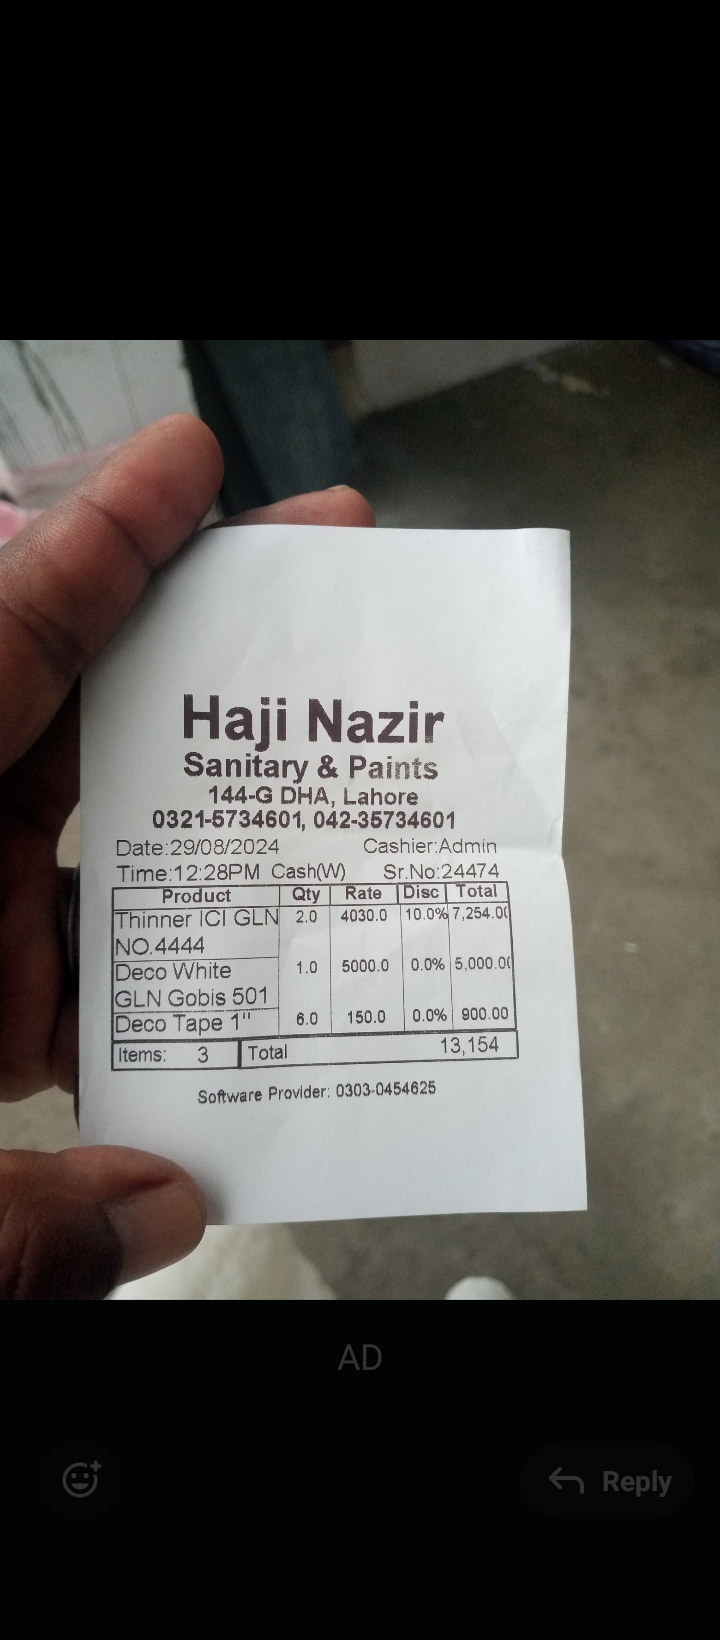 Haji Nazir
Sanitary & Paints
144-G DHA, Lahore
0321-5734601, 042-35734601
Date:29/08/2024 Cashier:Admin
Time:12:28PM Cash(W) Sr.No:24474
Product Qty Rate Disc Total
Thinner ICI GLN 2.0 4030.0 10.0% 7,254.00
NO.4444
Deco White 1.0 5000.0 0.0% 5,000.00
GLN Gobis 501
Deco Tape 1" 6.0 150.0 0.0% 900.00
Items: 3 Total 13,154
Software Provider: 0303-0454625
AD
Reply